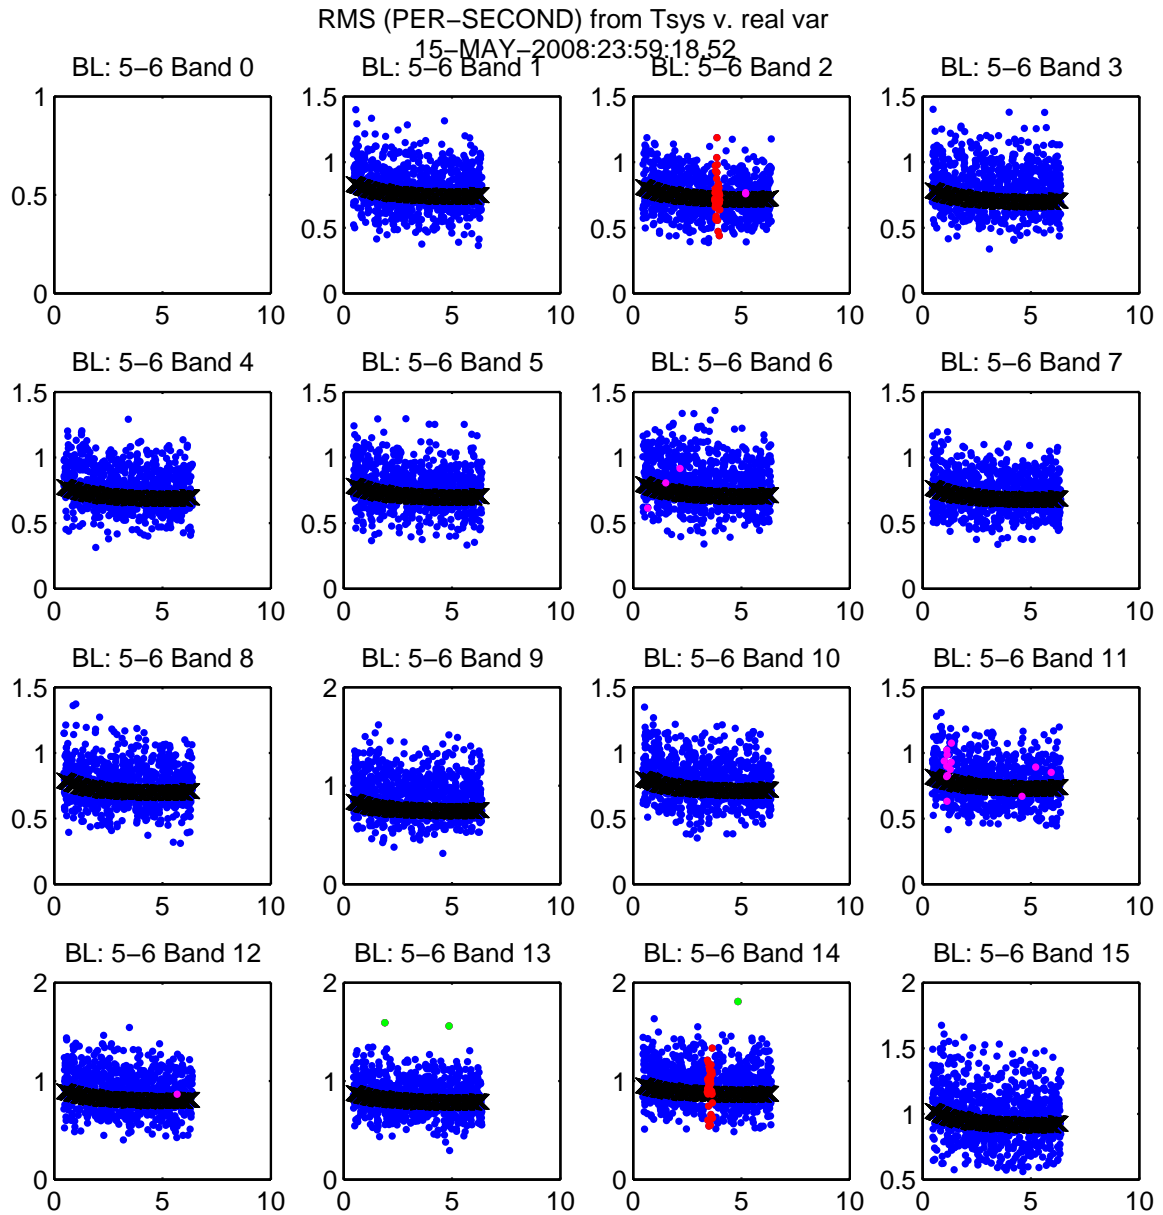 RMS (PER−SECOND) from Tsys v. real var
15−MAY−2008:23:59:18.52
BL: 5−6 Band 0
BL: 5−6 Band 1
BL: 5−6 Band 2
BL: 5−6 Band 3
1
0.5
0
0 5 10
1.5
1
0.5
0
0 5 10
1.5
1
0.5
0
0 5 10
1.5
1
0.5
0
0 5 10
BL: 5−6 Band 4
BL: 5−6 Band 5
BL: 5−6 Band 6
BL: 5−6 Band 7
1.5
1
0.5
0
0 5 10
1.5
1
0.5
0
0 5 10
1.5
1
0.5
0
0 5 10
1.5
1
0.5
0
0 5 10
BL: 5−6 Band 8
BL: 5−6 Band 9
BL: 5−6 Band 10
BL: 5−6 Band 11
1.5
1
0.5
0
0 5 10
2
1
0
0 5 10
1.5
1
0.5
0
0 5 10
1.5
1
0.5
0
0 5 10
BL: 5−6 Band 12
BL: 5−6 Band 13
BL: 5−6 Band 14
BL: 5−6 Band 15
2
1
0
0 5 10
2
1
0
0 5 10
2
1
0
0 5 10
2
1.5
1
0.5
0 5 10